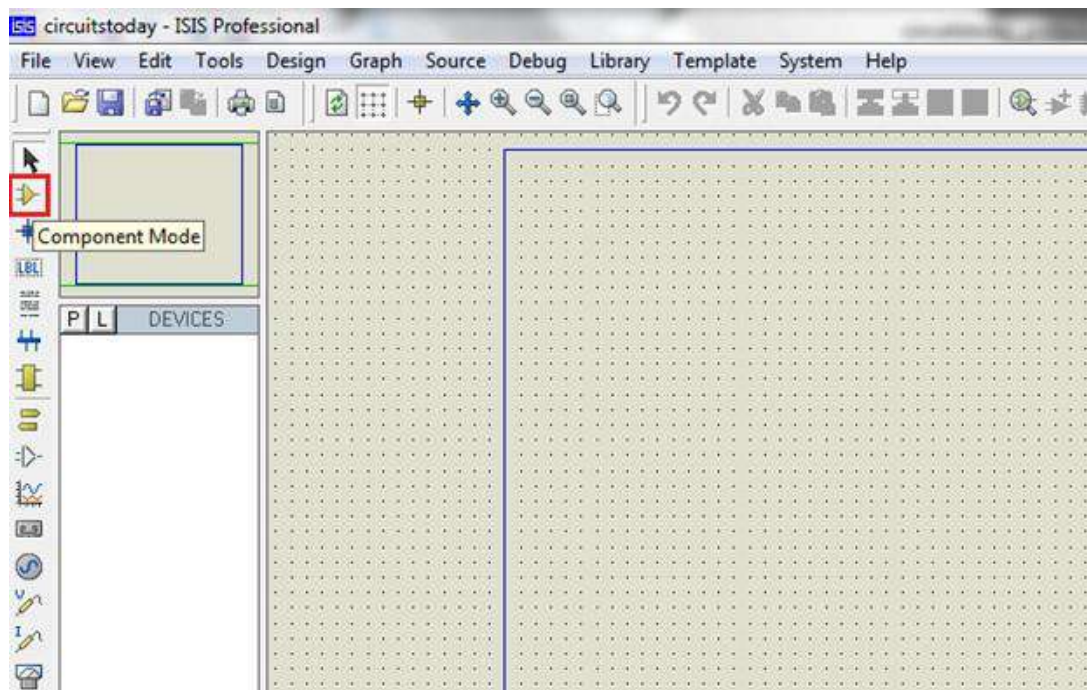 ISIS circuitstoday - ISIS Professional
File View Edit Tools Design Graph Source Debug Library Template System Help
Component Mode
LBL
P L DEVICES
V
I